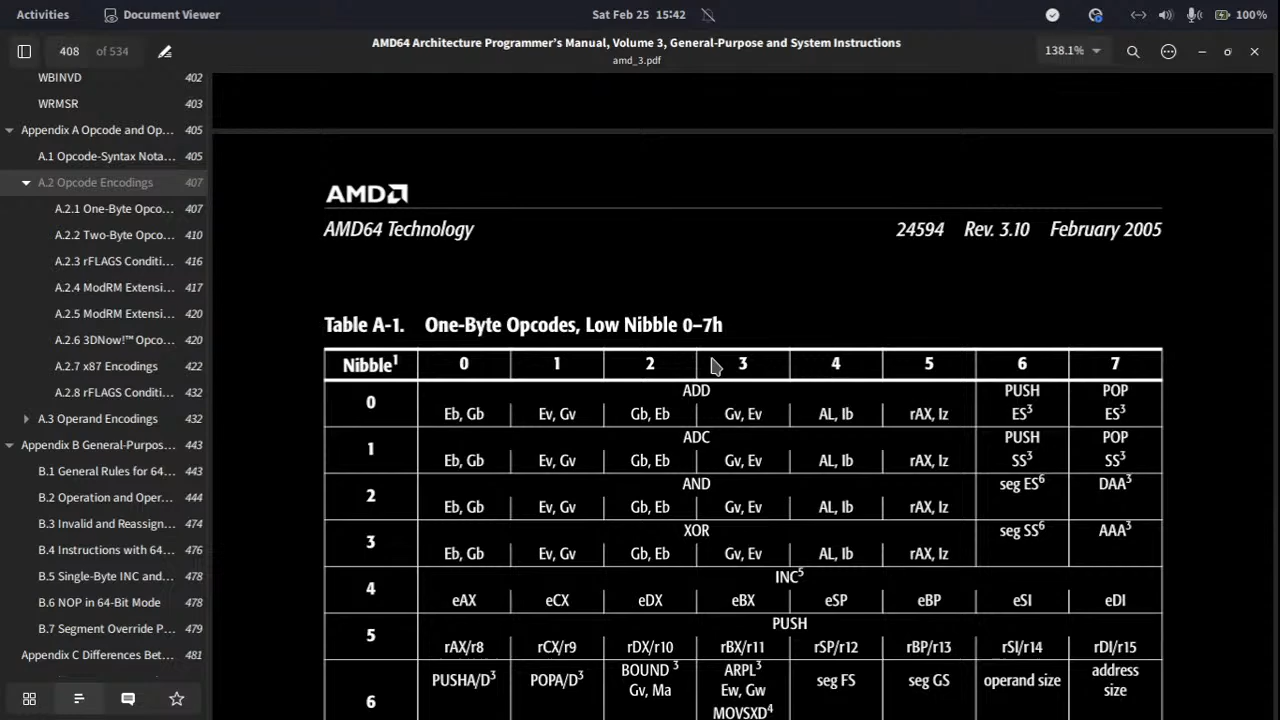 Activities Document Viewer Sat Feb 25 15:42 100%
408 of 534 AMD64 Architecture Programmer's Manual, Volume 3, General-Purpose and System Instructions 138.1%
amd_3.pdf
WBINVD 402
WRMSR 403
Appendix A Opcode and Op... 405
A.1 Opcode-Syntax Nota... 405
A.2 Opcode Encodings 407
A.2.1 One-Byte Opco... 407
A.2.2 Two-Byte Opco... 410
A.2.3 rFLAGS Conditi... 416
A.2.4 ModRM Extensi... 417
A.2.5 ModRM Extensi... 420
A.2.6 3DNow!™ Opco... 420
A.2.7 x87 Encodings 422
A.2.8 rFLAGS Conditi... 432
A.3 Operand Encodings 433
Appendix B General-Purpos... 443
B.1 General Rules for 64... 443
B.2 Operation and Oper... 444
B.3 Invalid and Reassign... 474
B.4 Instructions with 64... 476
B.5 Single-Byte INC and... 478
B.6 NOP in 64-Bit Mode 478
B.7 Segment Override P... 479
Appendix C Differences Bet... 481
AMD
AMD64 Technology 24594 Rev. 3.10 February 2005
Table A-1. One-Byte Opcodes, Low Nibble 0–7h
Nibble1 0 1 2 3 4 5 6 7
0 ADD PUSH POP
Eb, Gb Ev, Gv Gb, Eb Gv, Ev AL, Ib rAX, Iz ES3 ES3
1 ADC PUSH POP
Eb, Gb Ev, Gv Gb, Eb Gv, Ev AL, Ib rAX, Iz SS3 SS3
2 AND seg ES6 DAA3
Eb, Gb Ev, Gv Gb, Eb Gv, Ev AL, Ib rAX, Iz
3 XOR seg SS6 AAA3
Eb, Gb Ev, Gv Gb, Eb Gv, Ev AL, Ib rAX, Iz
4 INC5
eAX eCX eDX eBX eSP eBP eSI eDI
5 PUSH
rAX/r8 rCX/r9 rDX/r10 rBX/r11 rSP/r12 rBP/r13 rSI/r14 rDI/r15
6 PUSHA/D3 POPA/D3 BOUND 3 ARPL3 seg FS seg GS operand size address
Gv, Ma Ew, Gw size
MOVSXD4